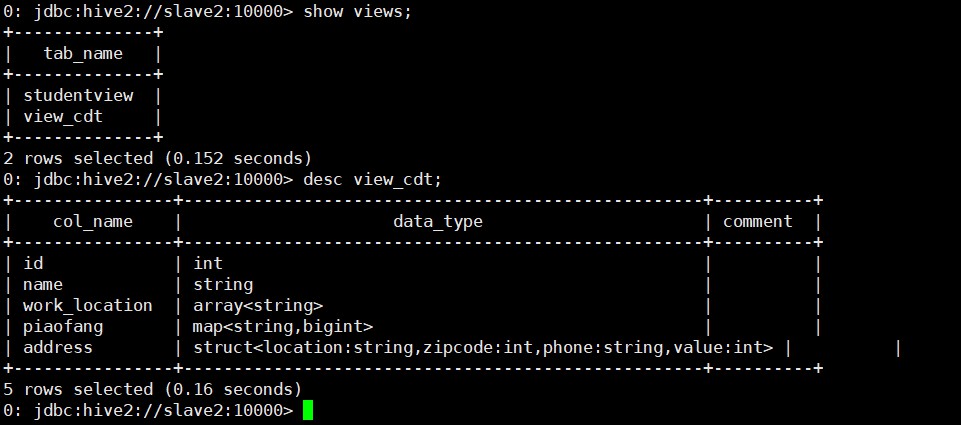 0: jdbc:hive2://slave2:10000> show views;
+--------------+
|   tab_name   |
+--------------+
| studentview  |
| view_cdt     |
+--------------+
2 rows selected (0.152 seconds)
0: jdbc:hive2://slave2:10000> desc view_cdt;
+----------------+----------------------------------------------------+----------+
|    col_name    |                     data_type                      | comment  |
+----------------+----------------------------------------------------+----------+
| id             | int                                                |          |
| name           | string                                             |          |
| work_location  | array<string>                                      |          |
| piaofang       | map<string,bigint>                                 |          |
| address        | struct<location:string,zipcode:int,phone:string,value:int> |          |
+----------------+----------------------------------------------------+----------+
5 rows selected (0.16 seconds)
0: jdbc:hive2://slave2:10000>